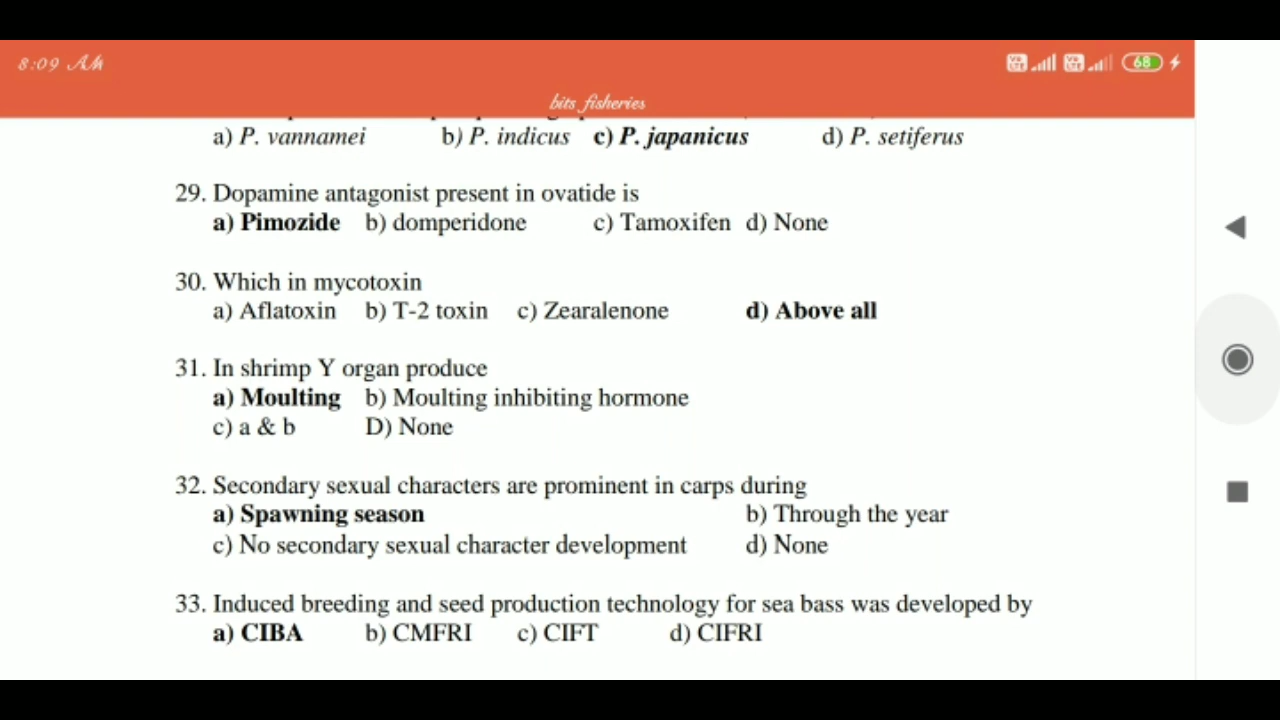 8:09 AM
68
bits_fisheries
a) P. vannamei b) P. indicus c) P. japanicus d) P. setiferus
29. Dopamine antagonist present in ovatide is
a) Pimozide b) domperidone c) Tamoxifen d) None
30. Which in mycotoxin
a) Aflatoxin b) T-2 toxin c) Zearalenone d) Above all
31. In shrimp Y organ produce
a) Moulting b) Moulting inhibiting hormone
c) a & b D) None
32. Secondary sexual characters are prominent in carps during
a) Spawning season b) Through the year
c) No secondary sexual character development d) None
33. Induced breeding and seed production technology for sea bass was developed by
a) CIBA b) CMFRI c) CIFT d) CIFRI